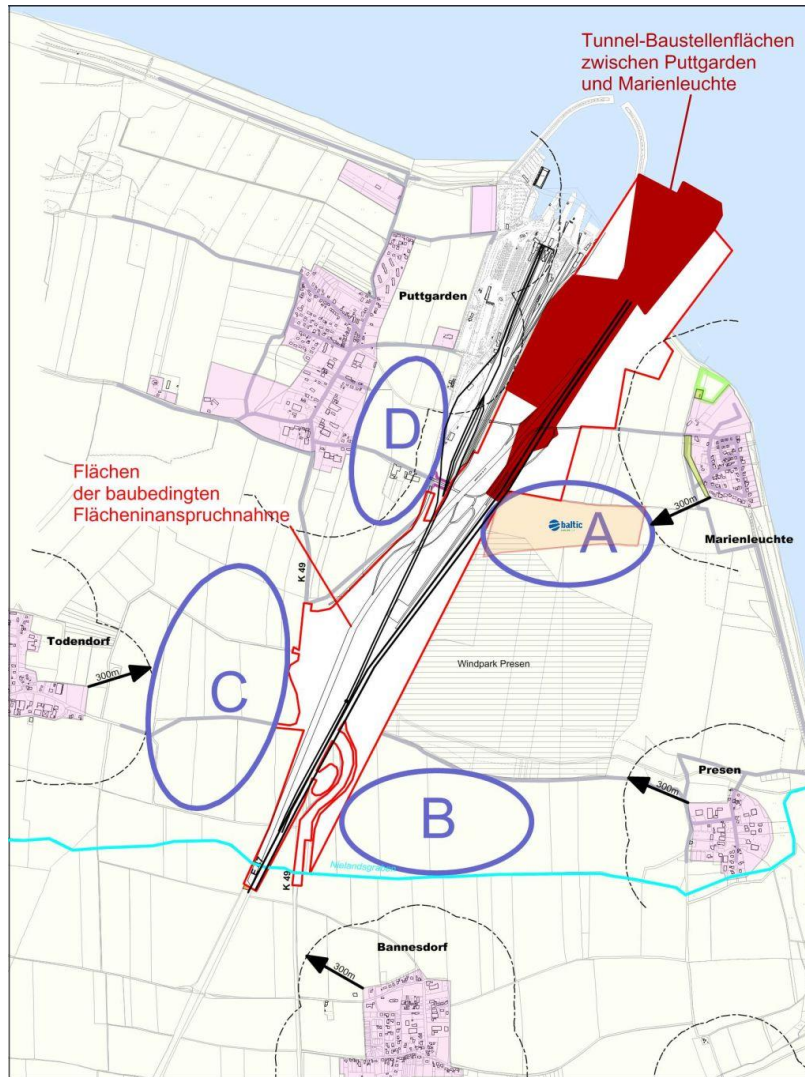 Tunnel-Baustellenflächen
zwischen Puttgarden
und Marienleuchte
Puttgarden
D
Flächen
der baubedingten
Flächeninanspruchnahme
baltic
A
300m
Marienleuchte
K 49
Todendorf
300m
C
Windpark Presen
Presen
300m
B
Nielandsgraben
K 49
Bannesdorf
300m